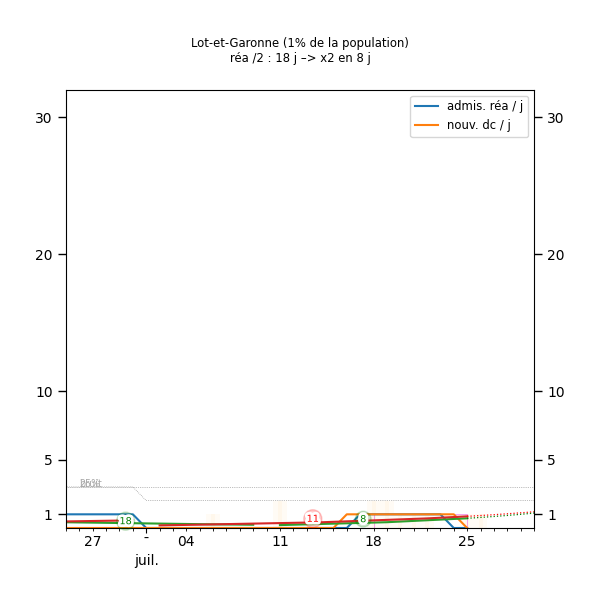 Lot-et-Garonne (1% de la population)
réa /2 : 18 j –> x2 en 8 j
admis. réa / j
nouv. dc / j
30 30
20 20
10 10
5 5
1 1
18 11 8
27 - 04 11 18 25
juil.